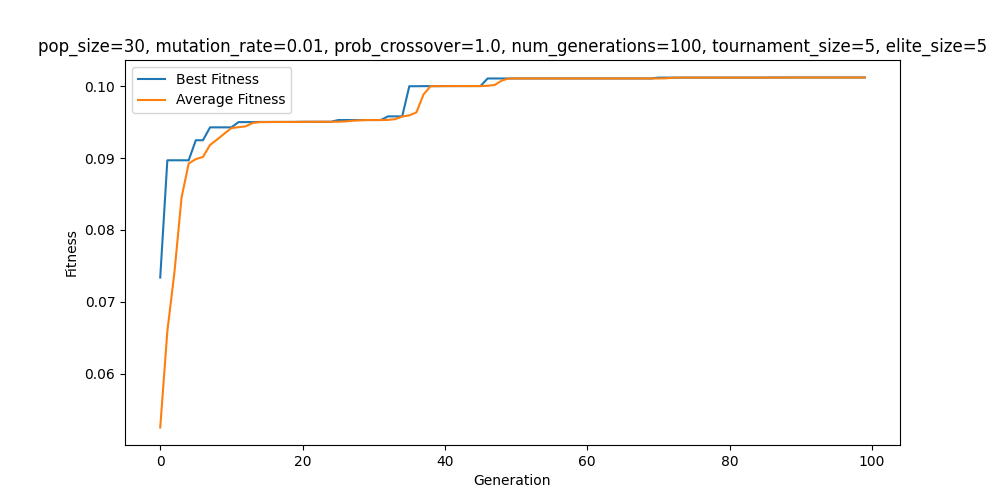 pop_size=30, mutation_rate=0.01, prob_crossover=1.0, num_generations=100, tournament_size=5, elite_size=5
Best Fitness
Average Fitness
0.10
0.09
0.08
0.07
0.06
Fitness
0 20 40 60 80 100
Generation